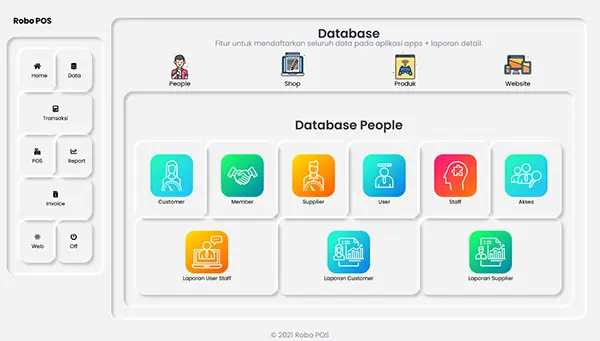 Robo POS
Home
Data
Transaksi
POS
Report
Invoice
Web
Off
Database
Fitur untuk mendaftarkan seluruh data pada aplikasi apps + laporan detail.
People
Shop
Produk
Website
Database People
Customer
Member
Supplier
User
Staff
Akses
Laporan User Staff
Laporan Customer
Laporan Supplier
© 2021 Robo POS